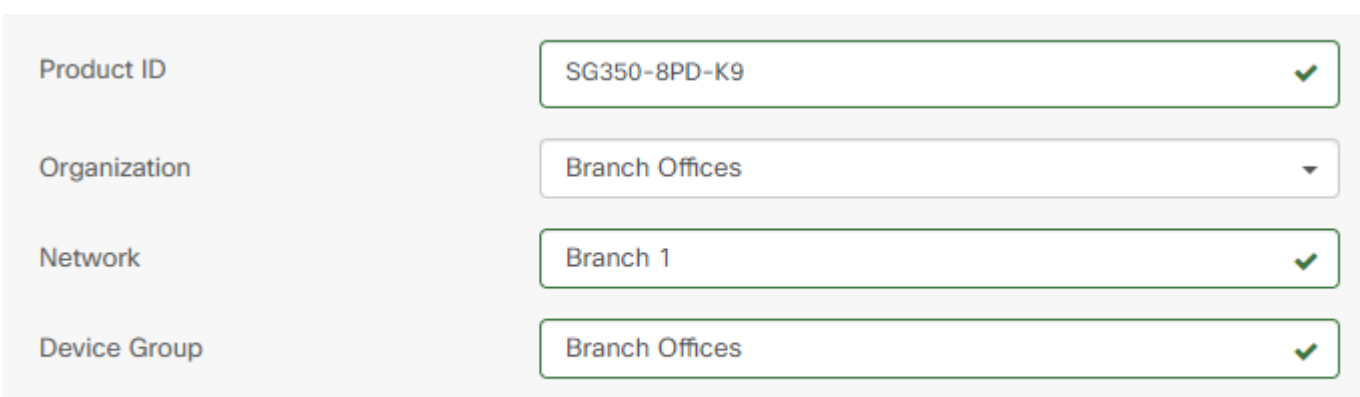 Product ID SG350-8PD-K9
Organization Branch Offices
Network Branch 1
Device Group Branch Offices